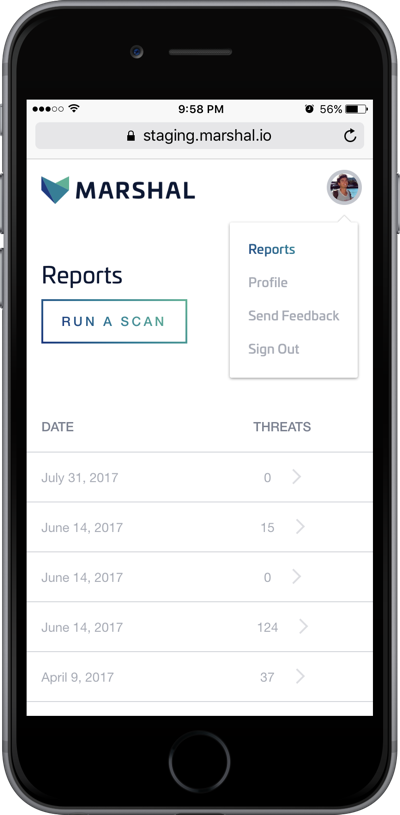 9:58 PM 56%
staging.marshal.io
MARSHAL
Reports
Profile
Send Feedback
Sign Out
Reports
RUN A SCAN
DATE THREATS
July 31, 2017 0
June 14, 2017 15
June 14, 2017 0
June 14, 2017 124
April 9, 2017 37